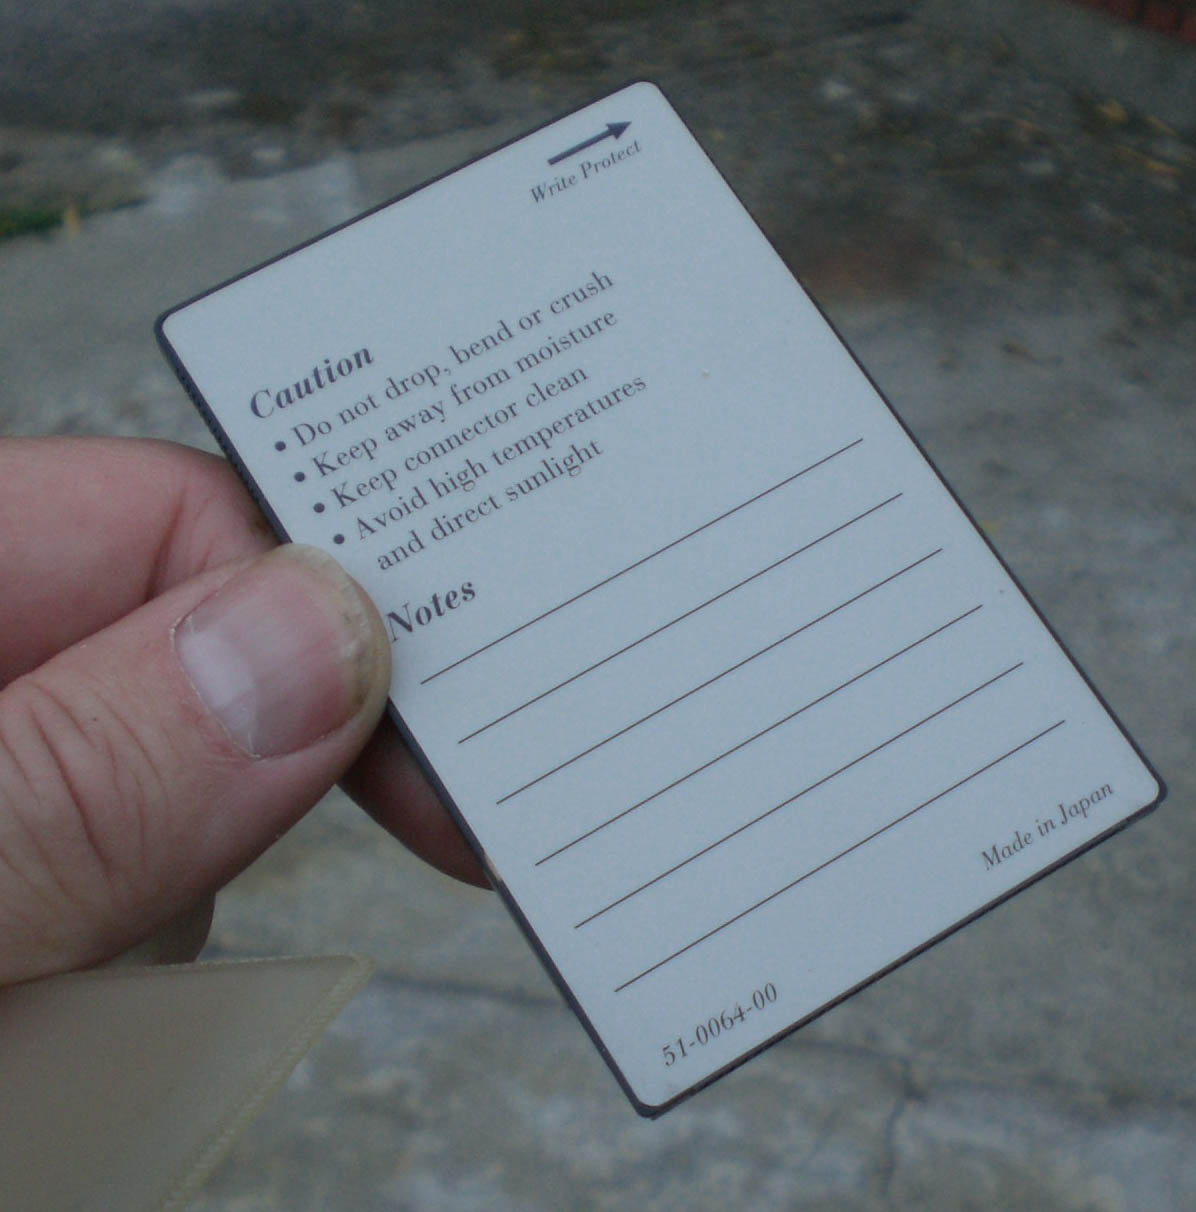 Write Protect
Caution
• Do not drop, bend or crush
• Keep away from moisture
• Keep connector clean
• Avoid high temperatures
and direct sunlight
Notes
Made in Japan
51-0064-00